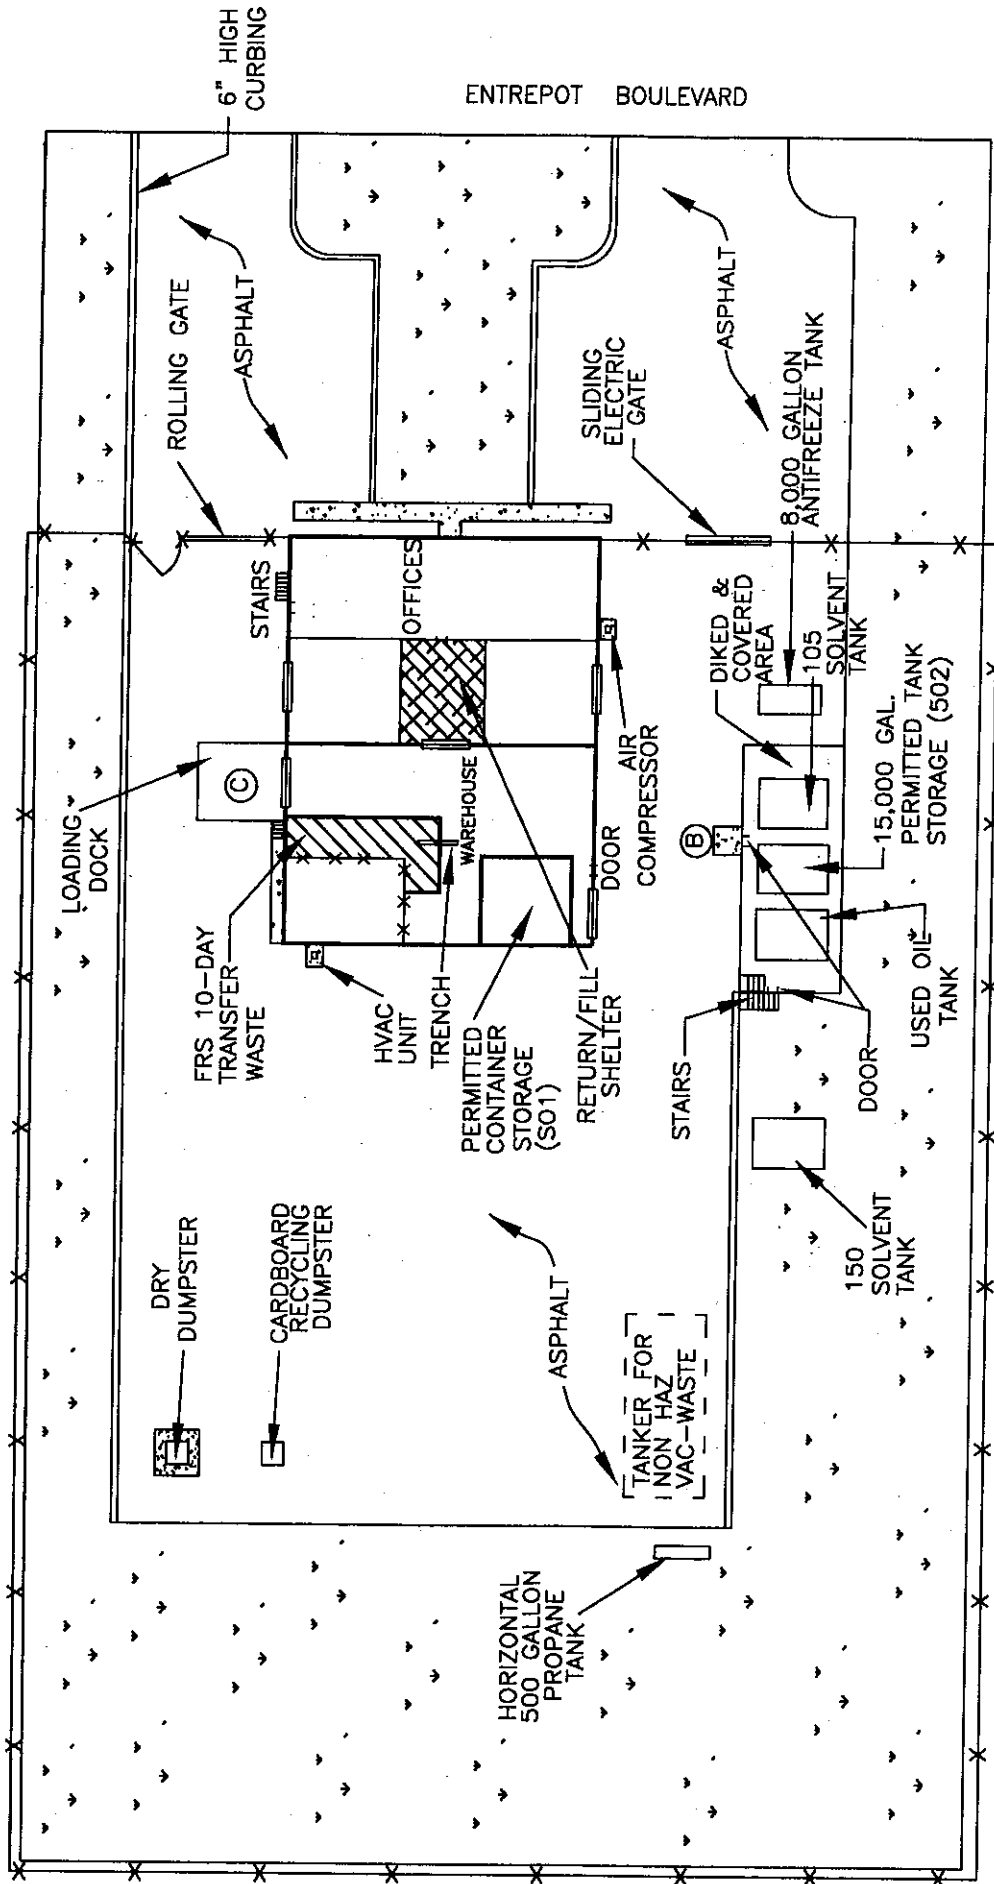 6" HIGH
CURBING
ENTREPOT BOULEVARD
ROLLING GATE
ASPHALT
ASPHALT
SLIDING
ELECTRIC
GATE
8,000 GALLON
ANTIFREEZE TANK
STAIRS
OFFICES
DIKED &
COVERED
AREA
105
SOLVENT
TANK
15,000 GAL.
PERMITTED TANK
STORAGE (502)
LOADING
DOCK
C
WAREHOUSE
AIR
COMPRESSOR
DOOR
B
FRS 10-DAY
TRANSFER
WASTE
HVAC
UNIT
TRENCH
PERMITTED
CONTAINER
STORAGE
(SO1)
RETURN/FILL
SHELTER
STAIRS
DOOR
USED OIL
TANK
150
SOLVENT
TANK
DRY
DUMPSTER
CARDBOARD
RECYCLING
DUMPSTER
ASPHALT
TANKER FOR
NON HAZ
VAC-WASTE
HORIZONTAL
500 GALLON
PROPANE
TANK